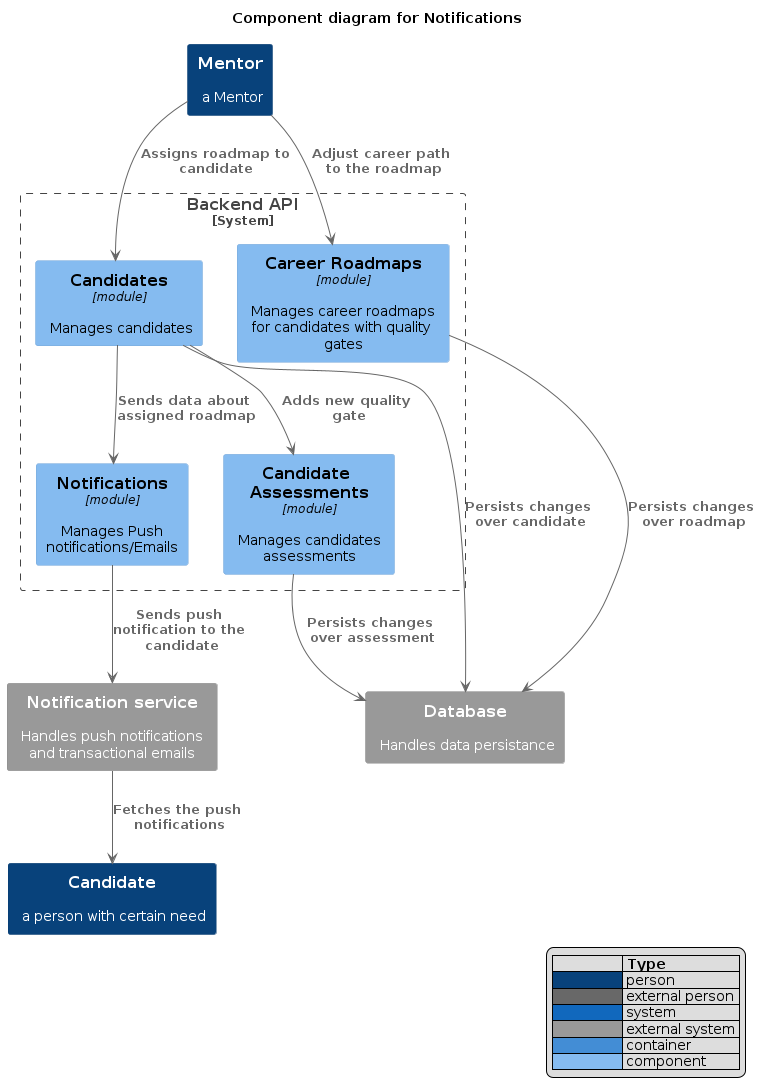 Component diagram for Notifications
Mentor
a Mentor
Assigns roadmap to
candidate
Adjust career path
to the roadmap
Backend API
[System]
Candidates
[module]
Manages candidates
Career Roadmaps
[module]
Manages career roadmaps
for candidates with quality
gates
Sends data about
assigned roadmap
Adds new quality
gate
Notifications
[module]
Manages Push
notifications/Emails
Candidate
Assessments
[module]
Manages candidates
assessments
Persists changes
over candidate
Persists changes
over roadmap
Sends push
notification to the
candidate
Persists changes
over assessment
Notification service
Handles push notifications
and transactional emails
Database
Handles data persistance
Fetches the push
notifications
Candidate
a person with certain need
Type
person
external person
system
external system
container
component